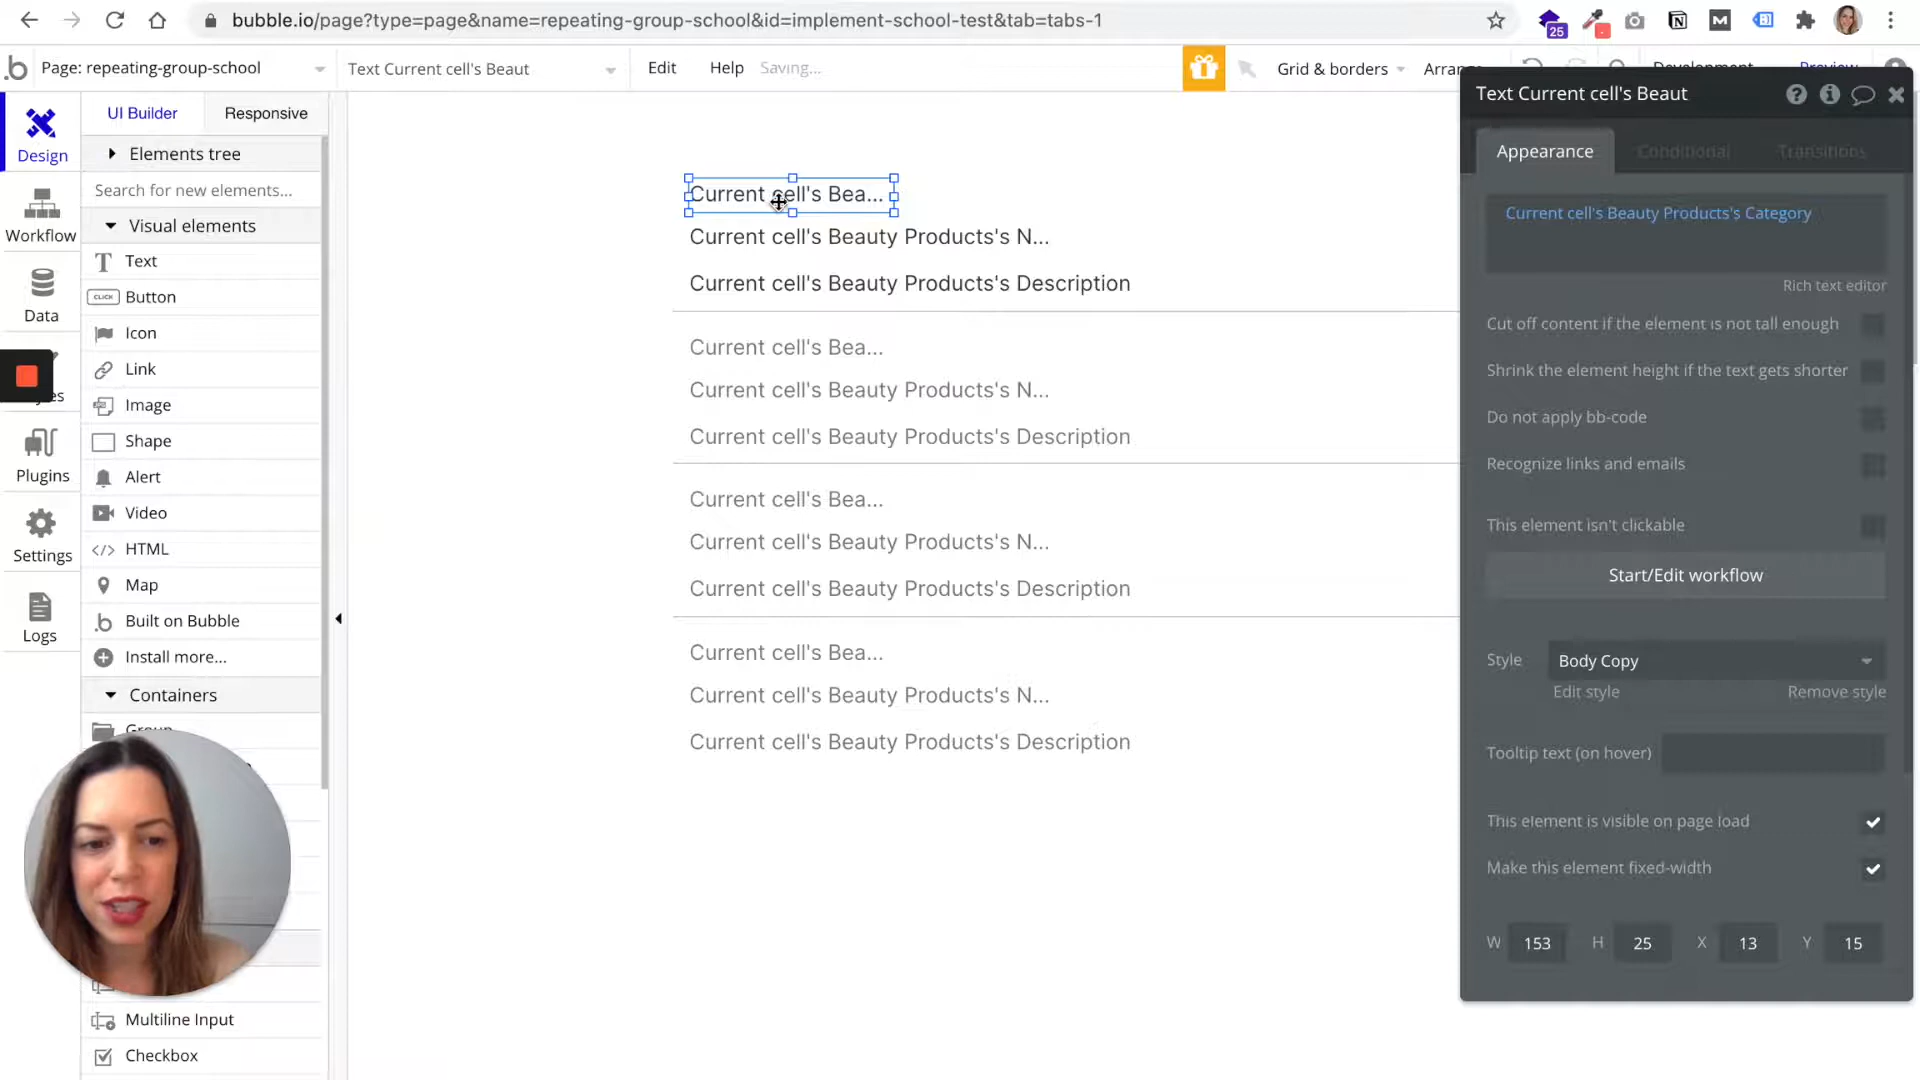 bubble.io/page?type=page&name=repeating-group-school&id=implement-school-test&tab=tabs-1
25
Page: repeating-group-school
Text Current cell's Beaut
Edit
Help
Saving...
Grid & borders
Arrange
Development
Preview
UI Builder
Responsive
Design
Workflow
Data
Plugins
Settings
Logs
Elements tree
Search for new elements...
Visual elements
Text
CLICK Button
Icon
Link
Image
Shape
Alert
Video
HTML
Map
Built on Bubble
Install more...
Containers
Group
Multiline Input
Checkbox
Current cell's Bea...
Current cell's Beauty Products's N...
Current cell's Beauty Products's Description
Current cell's Bea...
Current cell's Beauty Products's N...
Current cell's Beauty Products's Description
Current cell's Bea...
Current cell's Beauty Products's N...
Current cell's Beauty Products's Description
Current cell's Bea...
Current cell's Beauty Products's N...
Current cell's Beauty Products's Description
Text Current cell's Beaut
Appearance
Conditional
Transitions
Current cell's Beauty Products's Category
Rich text editor
Cut off content if the element is not tall enough
Shrink the element height if the text gets shorter
Do not apply bb-code
Recognize links and emails
This element isn't clickable
Start/Edit workflow
Style Body Copy
Edit style Remove style
Tooltip text (on hover)
This element is visible on page load
Make this element fixed-width
W 153 H 25 X 13 Y 15